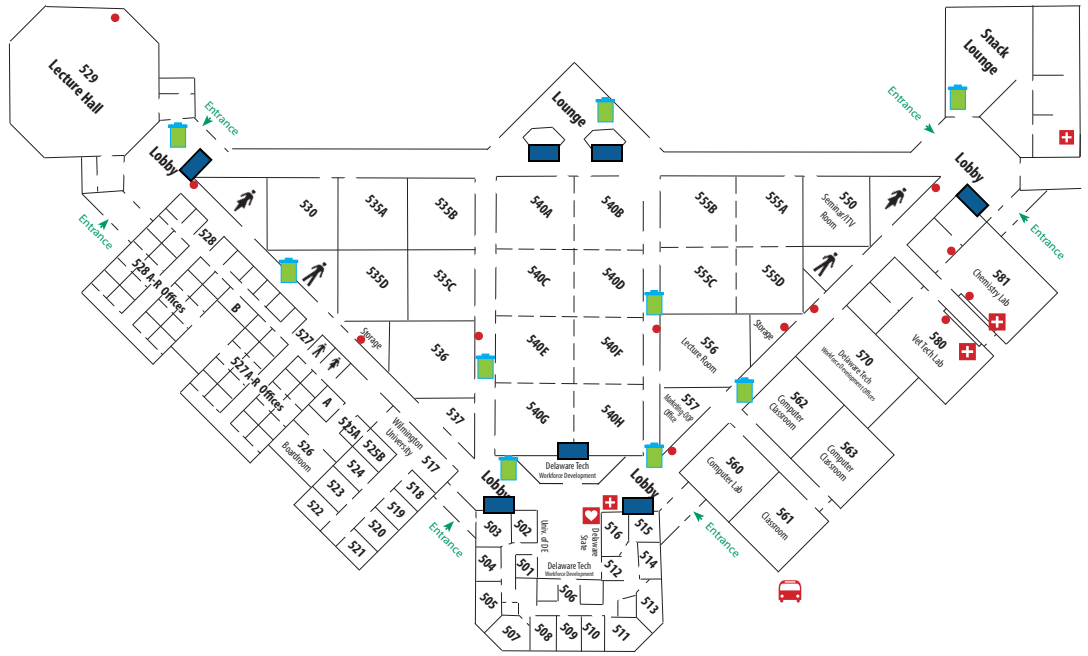 529
Lecture Hall
Entrance
Lobby
Entrance
Lounge
Snack
Lounge
Entrance
Lobby
Entrance
530
535A
535B
540A
540B
555B
555A
550
Seminar/ITV
Room
528
528 A-R Offices
B
535D
535C
540C
540D
555C
555D
581
Chemistry Lab
527
527 A-R Offices
Storage
536
540E
540F
556
Lecture Room
Storage
570
Delaware Tech
Workforce Development Offices
580
Vet Tech Lab
A
525A
525B
526
Boardroom
524
523
522
Wilmington
University
517
537
540G
540H
557
Marketing-OOP
Office
562
Computer
Classroom
563
Computer
Classroom
518
519
520
521
Entrance
Lobby
Delaware Tech
Workforce Development
Lobby
560
Computer Lab
561
Classroom
Entrance
503
502
Univ. of DE
Delaware
State
516
515
504
501
Delaware Tech
Workforce Development
512
514
505
506
513
507
508
509
510
511